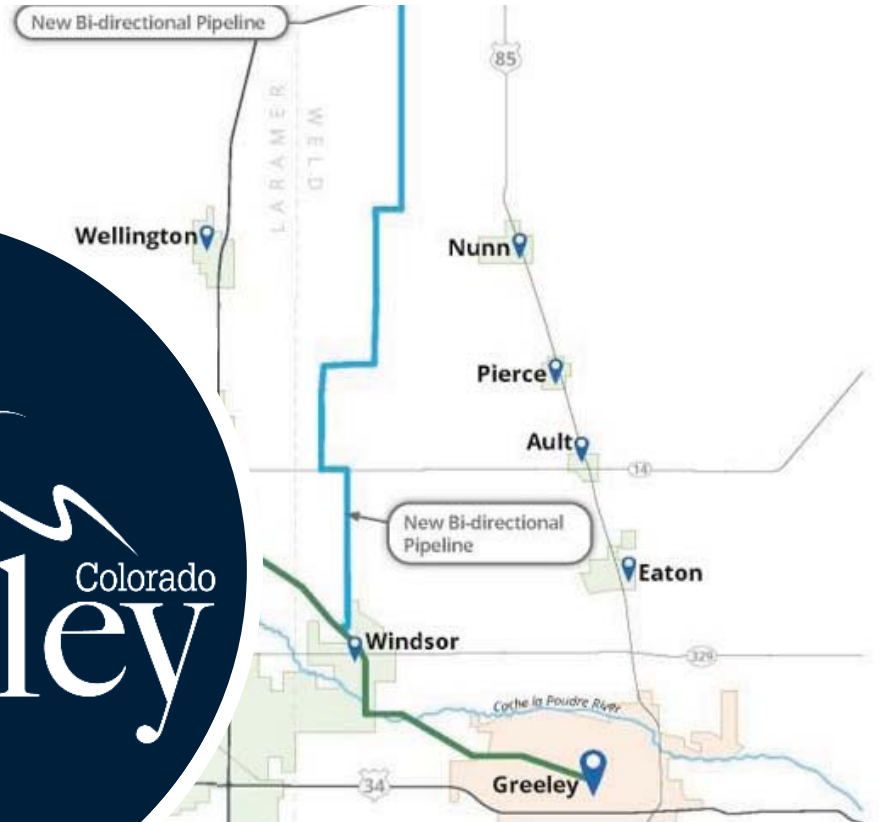 New Bi-directional Pipeline
85
LARAMER
WELD
Wellington
Nunn
Pierce
Ault
14
New Bi-directional
Pipeline
Eaton
Colorado
ley
Windsor
329
Cache la Poudre River
34
Greeley